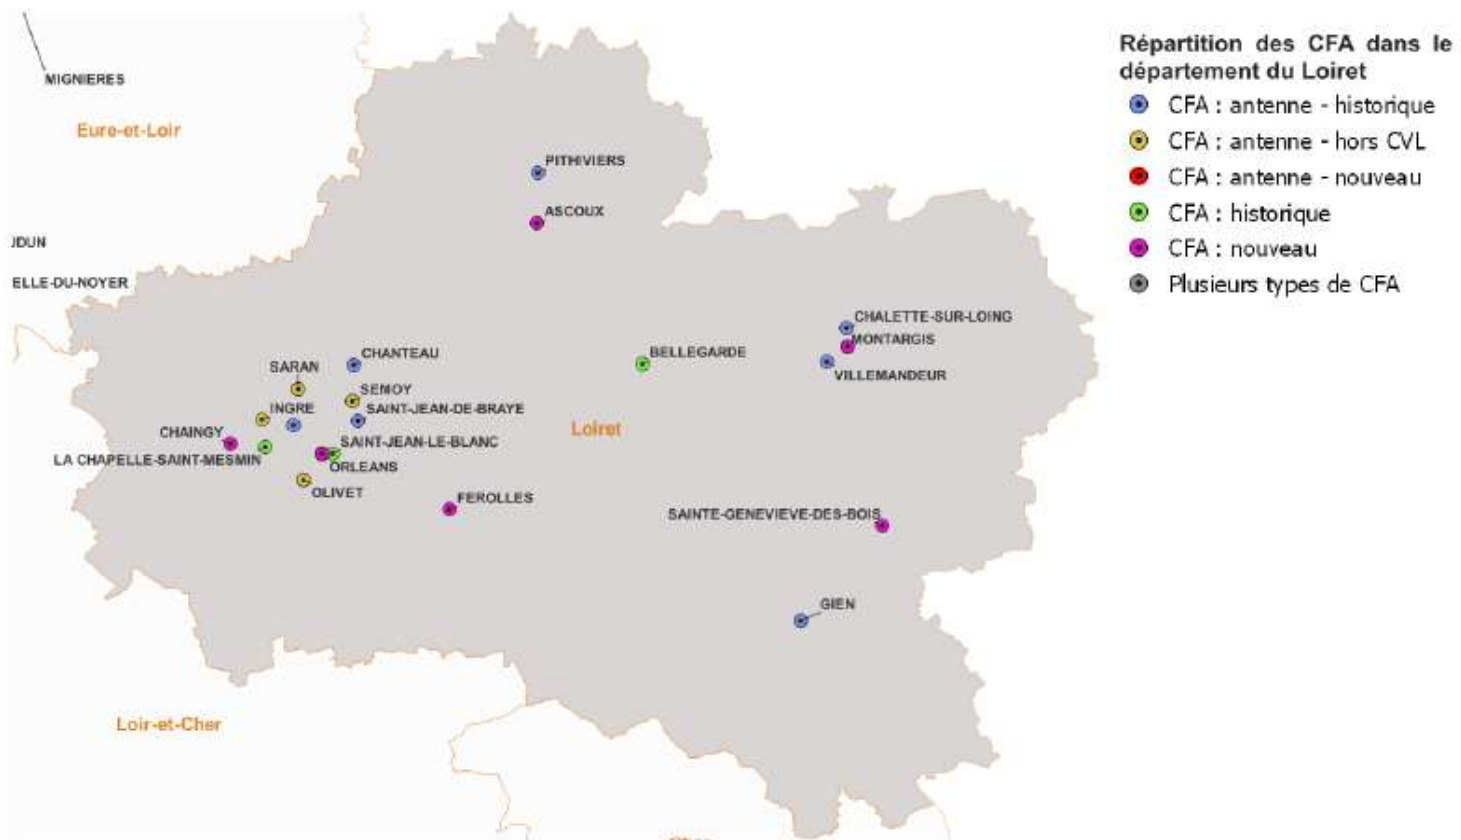 Répartition des CFA dans le
département du Loiret
CFA : antenne - historique
CFA : antenne - hors CVL
CFA : antenne - nouveau
CFA : historique
CFA : nouveau
Plusieurs types de CFA
MIGNIERES
Eure-et-Loir
PITHIVIERS
ASCOUX
JDUN
ELLE-DU-NOYER
CHALETTE-SUR-LOING
MONTARGIS
VILLEMANDEUR
BELLEGARDE
CHANTEAU
SARAN
SEMOY
INGRE
SAINT-JEAN-DE-BRAYE
CHAINGY
Loiret
SAINT-JEAN-LE-BLANC
LA CHAPELLE-SAINT-MESMIN
ORLEANS
OLIVET
FEROLLES
SAINTE-GENEVIEVE-DES-BOIS
GIEN
Loir-et-Cher